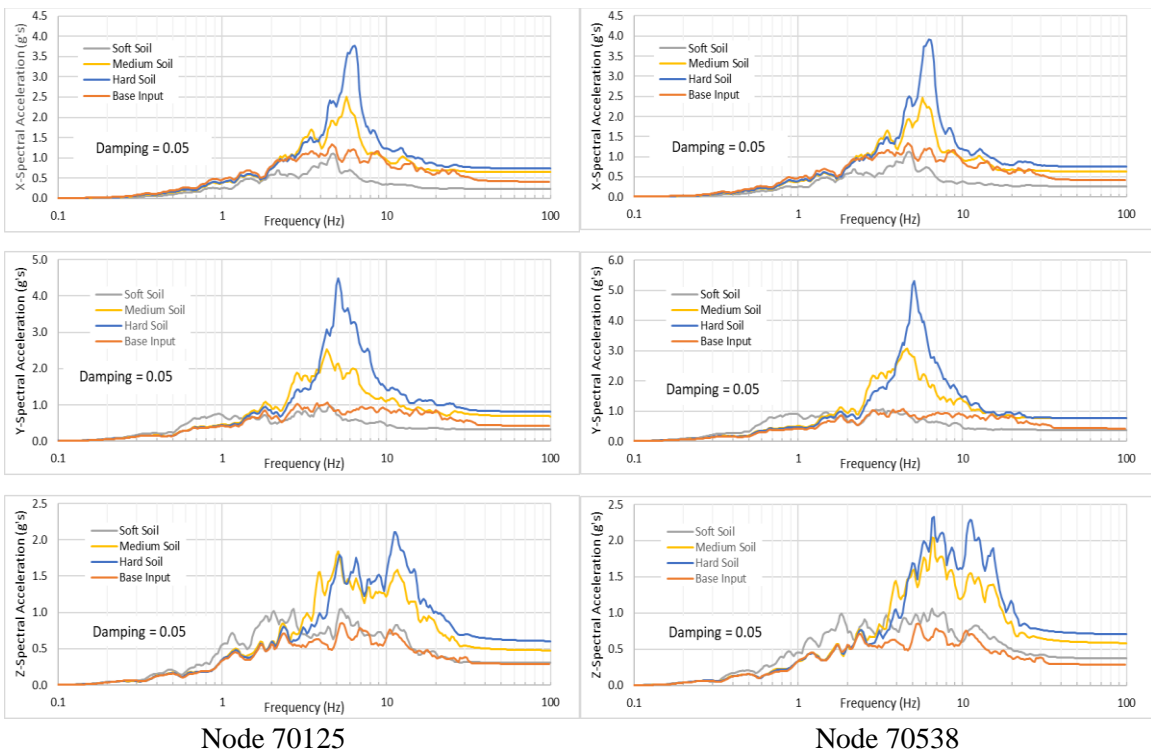 X-Spectral Acceleration (g's)
4.5
4.0
3.5
3.0
2.5
2.0
1.5
1.0
0.5
0.0
Soft Soil
Medium Soil
Hard Soil
Base Input
Damping = 0.05
0.1
1
10
100
Frequency (Hz)
X-Spectral Acceleration (g's)
4.5
4.0
3.5
3.0
2.5
2.0
1.5
1.0
0.5
0.0
Soft Soil
Medium Soil
Hard Soil
Base Input
Damping = 0.05
0.1
1
10
100
Frequency (Hz)
Y-Spectral Acceleration (g's)
5.0
4.0
3.0
2.0
1.0
0.0
Soft Soil
Medium Soil
Hard Soil
Base Input
Damping = 0.05
0.1
1
10
100
Frequency (Hz)
Y-Spectral Acceleration (g's)
6.0
5.0
4.0
3.0
2.0
1.0
0.0
Soft Soil
Medium Soil
Hard Soil
Base Input
Damping = 0.05
0.1
1
10
100
Frequency (Hz)
Z-Spectral Acceleration (g's)
2.5
2.0
1.5
1.0
0.5
0.0
Soft Soil
Medium Soil
Hard Soil
Base Input
Damping = 0.05
0.1
1
10
100
Frequency (Hz)
Z-Spectral Acceleration (g's)
2.5
2.0
1.5
1.0
0.5
0.0
Soft Soil
Medium Soil
Hard Soil
Base Input
Damping = 0.05
0.1
1
10
100
Frequency (Hz)
Node 70125
Node 70538